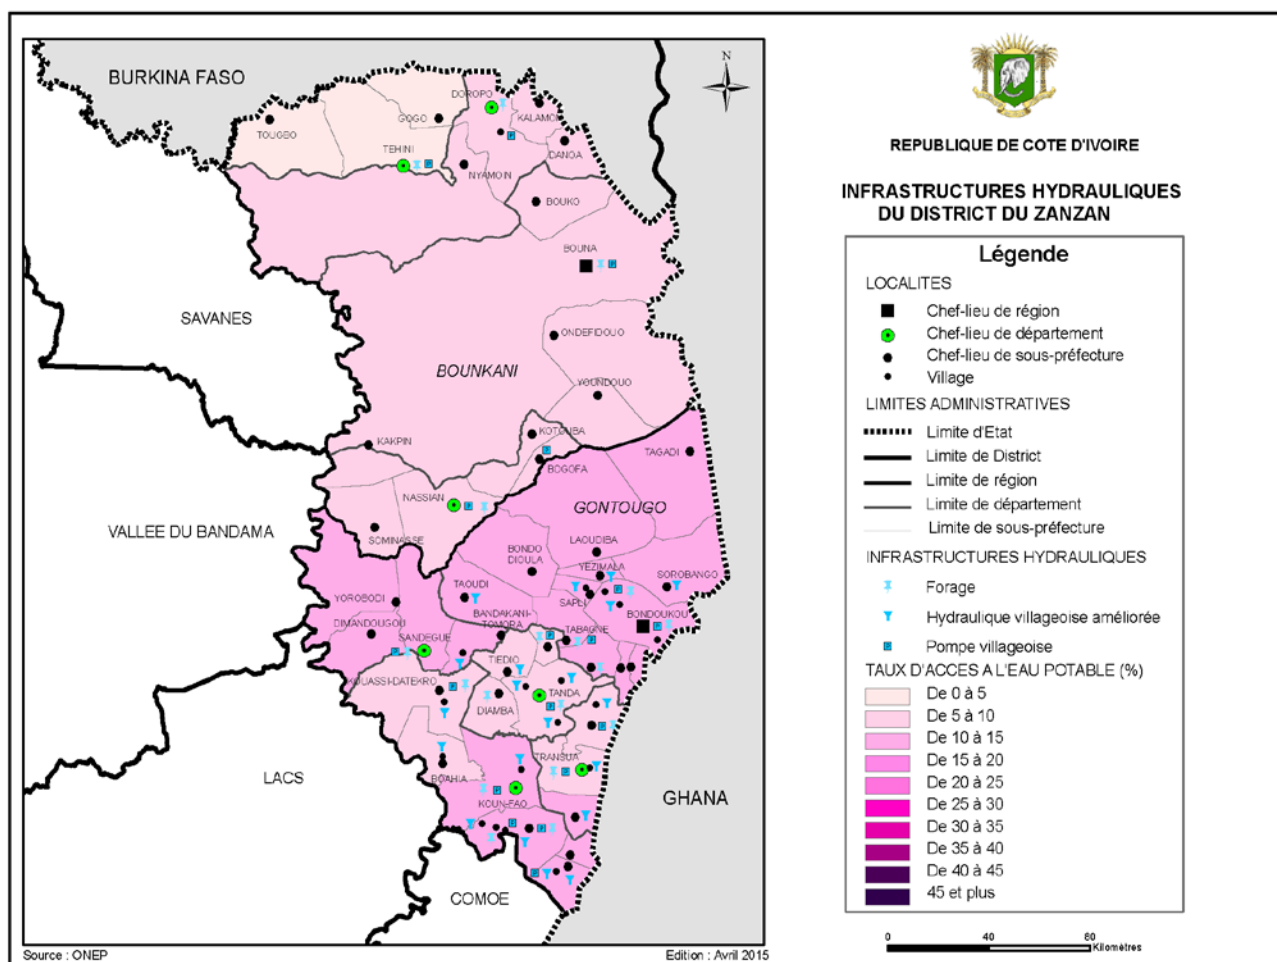 BURKINA FASO
N
DOROPO
KALAMON
GOGO
TOUGBO
TEHINI
DANOA
NYAMOIN
BOUKO
BOUNA
SAVANES
ONDEFIDOUO
BOUNKANI
YOUNDOUO
KOTOUBA
KAKPIN
TAGADI
BOGOFA
NASSIAN
GONTOUGO
VALLEE DU BANDAMA
SOMINASSE
LAOUDIBA
BONDO
DIOULA
YEZIMALA
SOROBANGO
TAOUDI
SAPLI
YOROBODI
BANDAKANI-
TOMORA
BONDOUKOU
DIMANDOUGOU
SANDEGUE
TABAGNE
TIEDIO
KOUASSI-DATEKRO
TANDA
DIAMBA
TRANSUA
BOAHIA
LACS
KOUN-FAO
GHANA
COMOE
Source : ONEP
Edition : Avril 2015
REPUBLIQUE DE COTE D'IVOIRE
INFRASTRUCTURES HYDRAULIQUES
DU DISTRICT DU ZANZAN
Légende
LOCALITES
Chef-lieu de région
Chef-lieu de département
Chef-lieu de sous-préfecture
Village
LIMITES ADMINISTRATIVES
Limite d'Etat
Limite de District
Limite de région
Limite de département
Limite de sous-préfecture
INFRASTRUCTURES HYDRAULIQUES
Forage
Hydraulique villageoise améliorée
Pompe villageoise
TAUX D'ACCES A L'EAU POTABLE (%)
De 0 à 5
De 5 à 10
De 10 à 15
De 15 à 20
De 20 à 25
De 25 à 30
De 30 à 35
De 35 à 40
De 40 à 45
45 et plus
0 40 80
Kilomètres